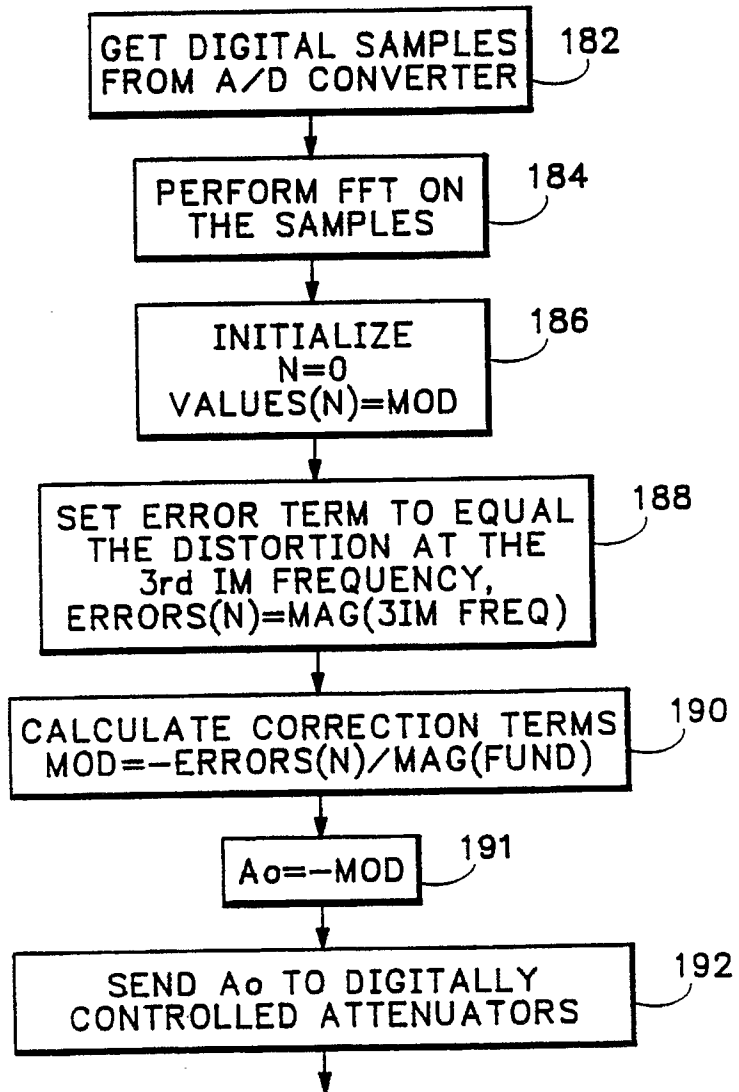 GET DIGITAL SAMPLES
FROM A/D CONVERTER
182
PERFORM FFT ON
THE SAMPLES
184
INITIALIZE
N=0
VALUES(N)=MOD
186
SET ERROR TERM TO EQUAL
THE DISTORTION AT THE
3rd IM FREQUENCY,
ERRORS(N)=MAG(3IM FREQ)
188
CALCULATE CORRECTION TERMS
MOD=-ERRORS(N)/MAG(FUND)
190
Ao=-MOD
191
SEND Ao TO DIGITALLY
CONTROLLED ATTENUATORS
192